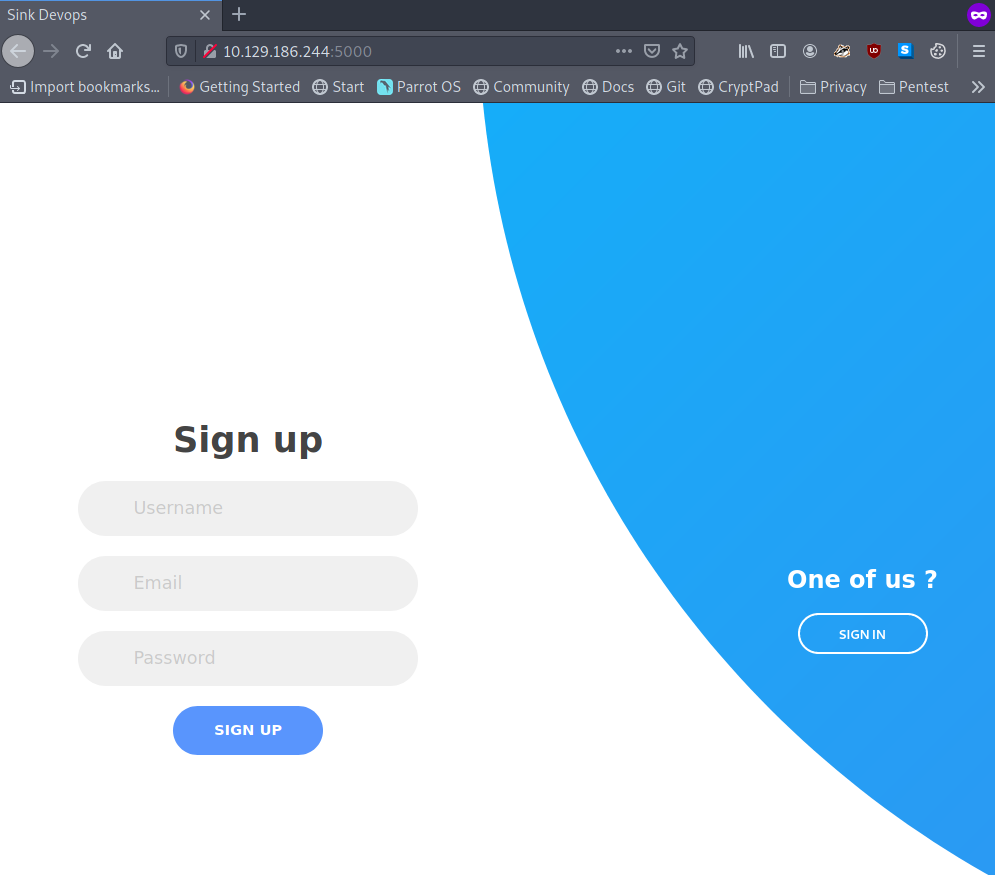 Sink Devops
10.129.186.244:5000
Import bookmarks... Getting Started Start Parrot OS Community Docs Git CryptPad Privacy Pentest
Sign up
Username
Email
Password
SIGN UP
One of us ?
SIGN IN